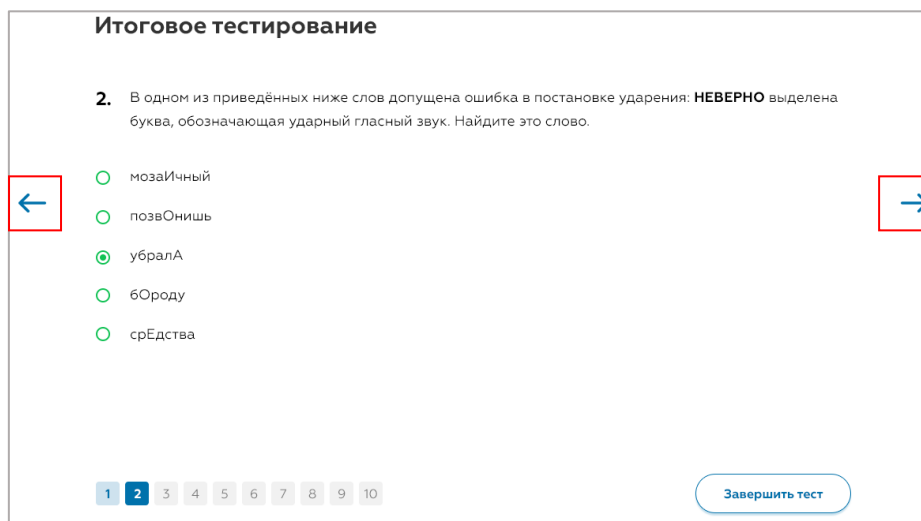 Итоговое тестирование
2. В одном из приведённых ниже слов допущена ошибка в постановке ударения: НЕВЕРНО выделена
буква, обозначающая ударный гласный звук. Найдите это слово.
мозаИчный
позвОнишь
убралА
бОроду
срЕдства
1 2 3 4 5 6 7 8 9 10
Завершить тест